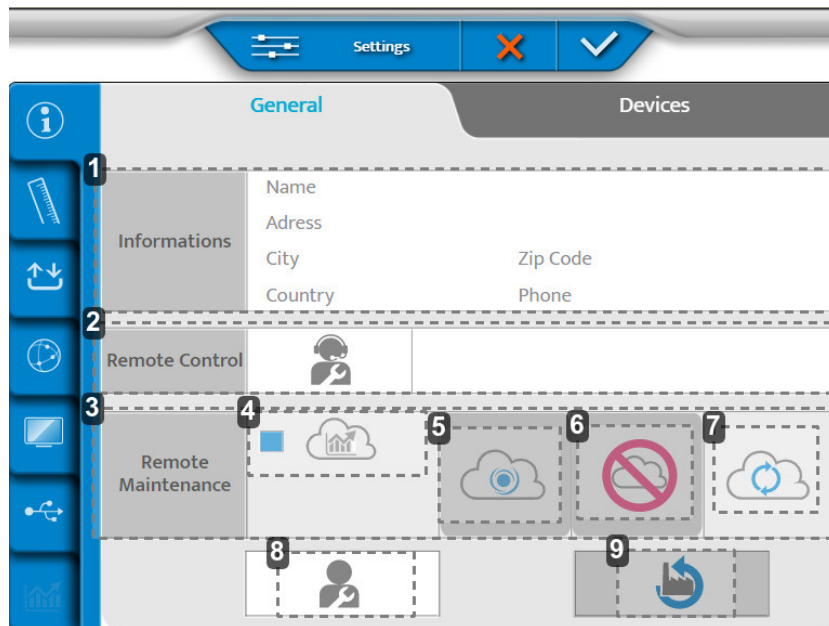 Settings
General
Devices
1
Informations
Name
Adress
City
Zip Code
Country
Phone
2
Remote Control
3
4
5
6
7
Remote
Maintenance
8
9